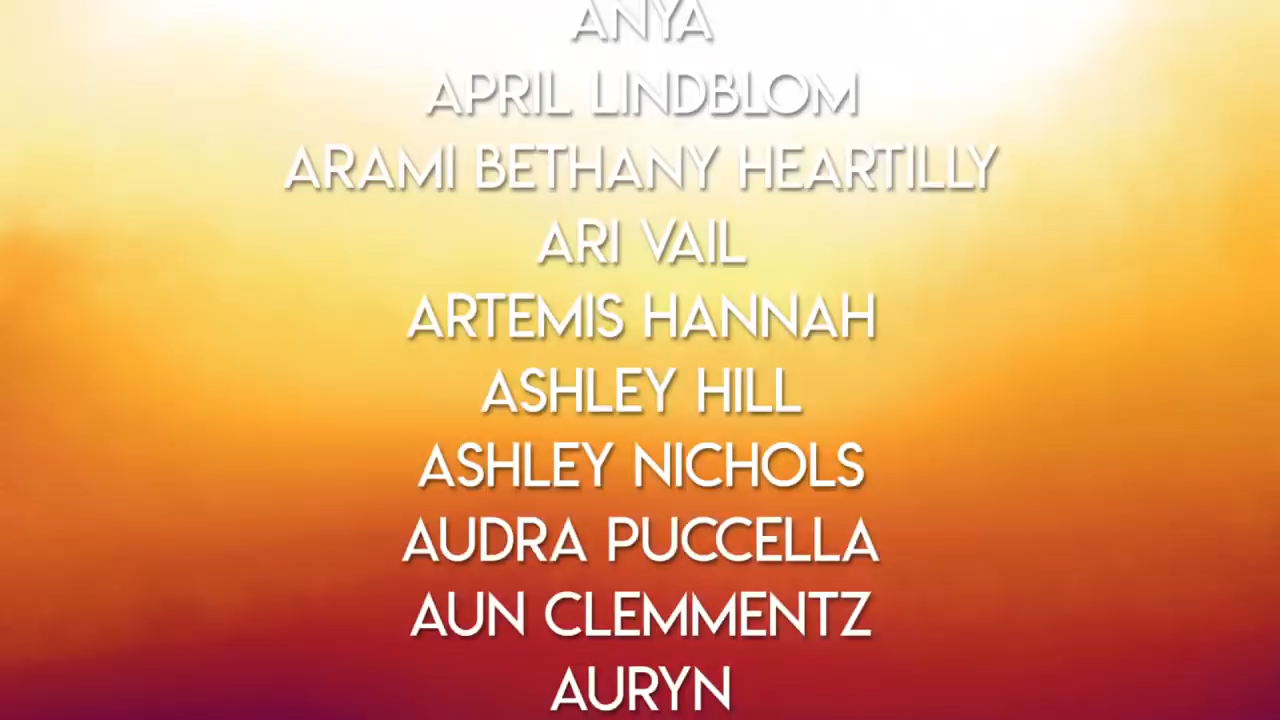 ANYA
APRIL LINDBLOM
ARAMI BETHANY HEARTILLY
ARI VAIL
ARTEMIS HANNAH
ASHLEY HILL
ASHLEY NICHOLS
AUDRA PUCCELLA
AUN CLEMMENTZ
AURYN